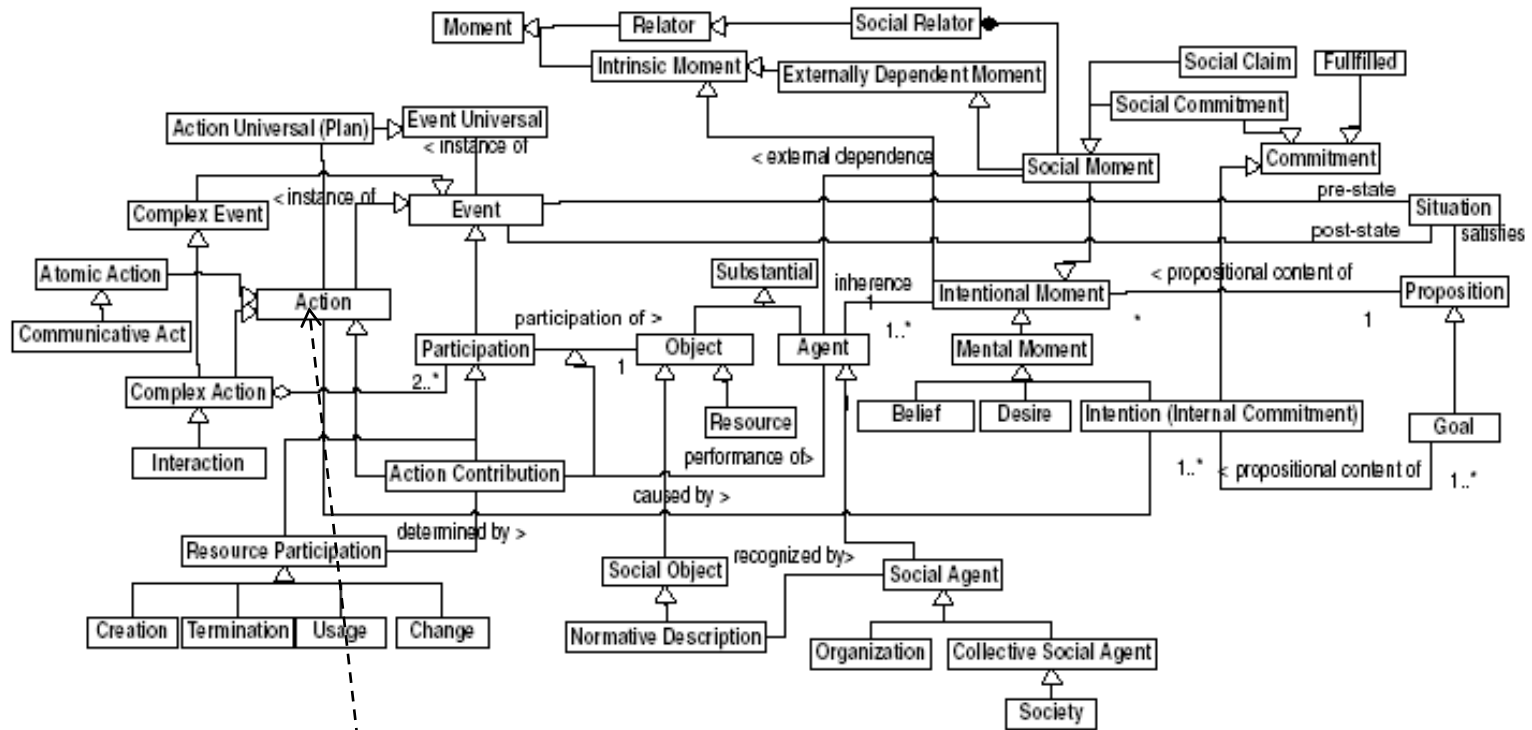 Moment
Relator
Social Relator
Intrinsic Moment
Externally Dependent Moment
Social Claim
Fullfilled
Social Commitment
Action Universal (Plan)
Event Universal
< instance of
< external dependence
Social Moment
Commitment
< instance of
Complex Event
Event
pre-state
Situation
post-state
satisfies
Atomic Action
Substantial
inherence
< propositional content of
Action
1
Intentional Moment
Proposition
Communicative Act
participation of >
1..*
*
1
Participation
Object
Agent
Mental Moment
1
Complex Action
2..*
Belief
Desire
Intention (Internal Commitment)
Resource
Goal
Interaction
Action Contribution
performance of>
1..*
< propositional content of
1..*
caused by >
determined by >
Resource Participation
recognized by>
Social Object
Social Agent
Creation
Termination
Usage
Change
Normative Description
Organization
Collective Social Agent
Society